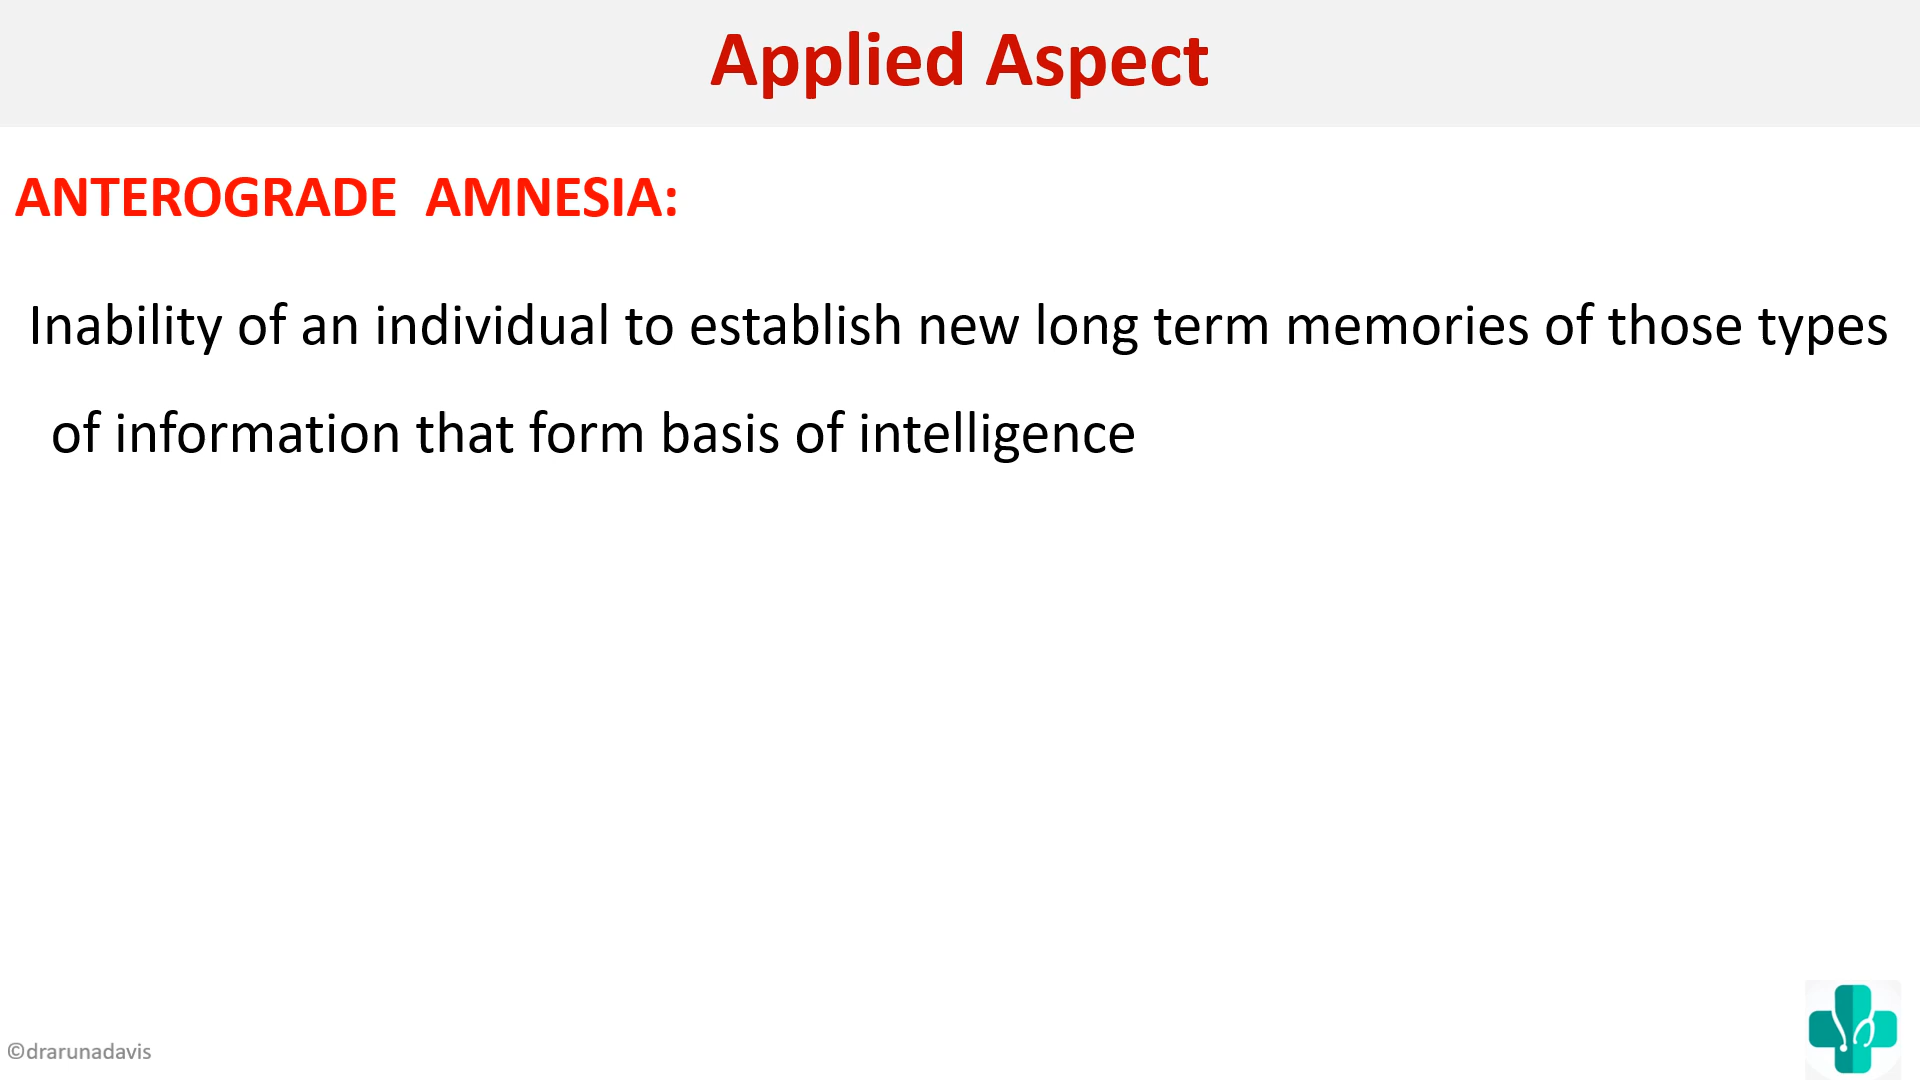 Applied Aspect
ANTEROGRADE  AMNESIA:
Inability of an individual to establish new long term memories of those types
of information that form basis of intelligence
©drarunadavis